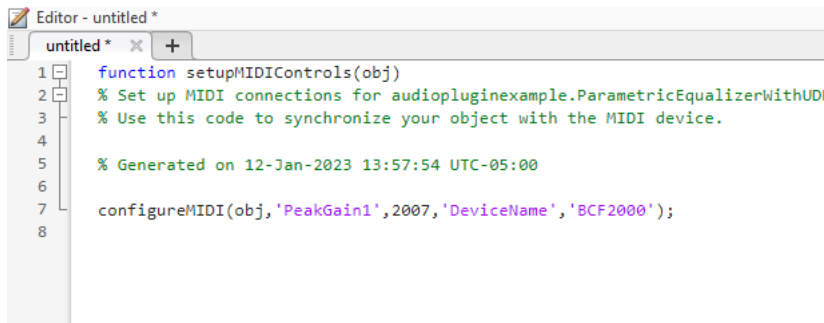 Editor - untitled *
untitled * × +
1 function setupMIDIControls(obj)
2 % Set up MIDI connections for audiopluginexample.ParametricEqualizerWithUD
3 % Use this code to synchronize your object with the MIDI device.
4
5 % Generated on 12-Jan-2023 13:57:54 UTC-05:00
6
7 configureMIDI(obj,'PeakGain1',2007,'DeviceName','BCF2000');
8